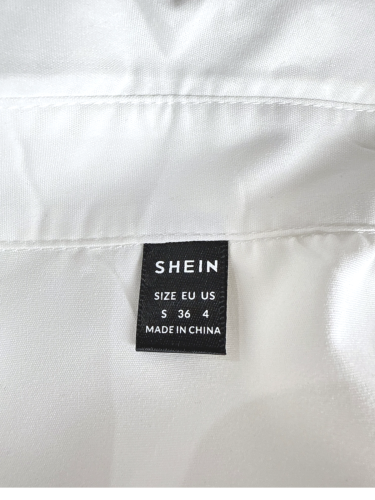 SHEIN
SIZE EU US
S 36 4
MADE IN CHINA